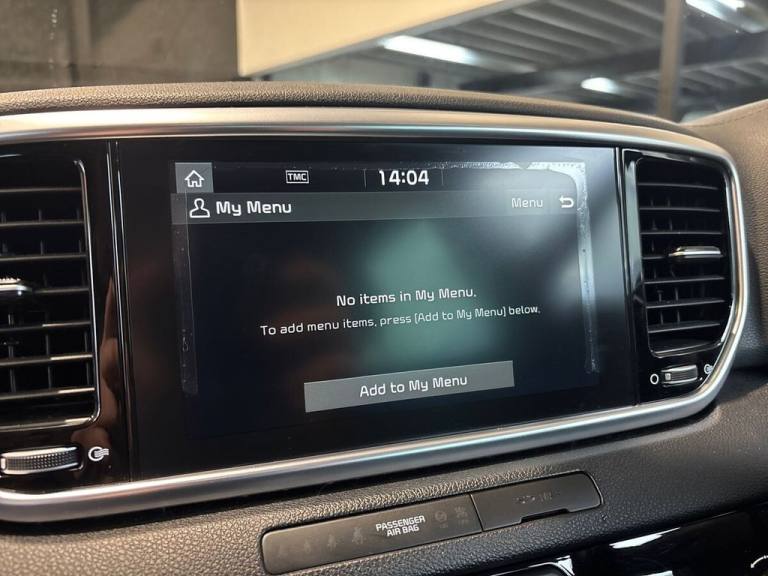 TMC
14:04
My Menu
Menu
No items in My Menu.
To add menu items, press [Add to My Menu] below.
Add to My Menu
PASSENGER
AIR BAG